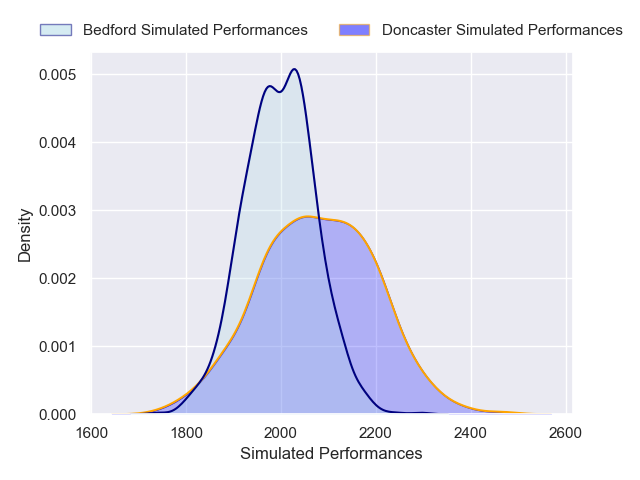 Bedford Simulated Performances
Doncaster Simulated Performances
0.005
0.004
0.003
0.002
0.001
0.000
Density
1600 1800 2000 2200 2400 2600
Simulated Performances